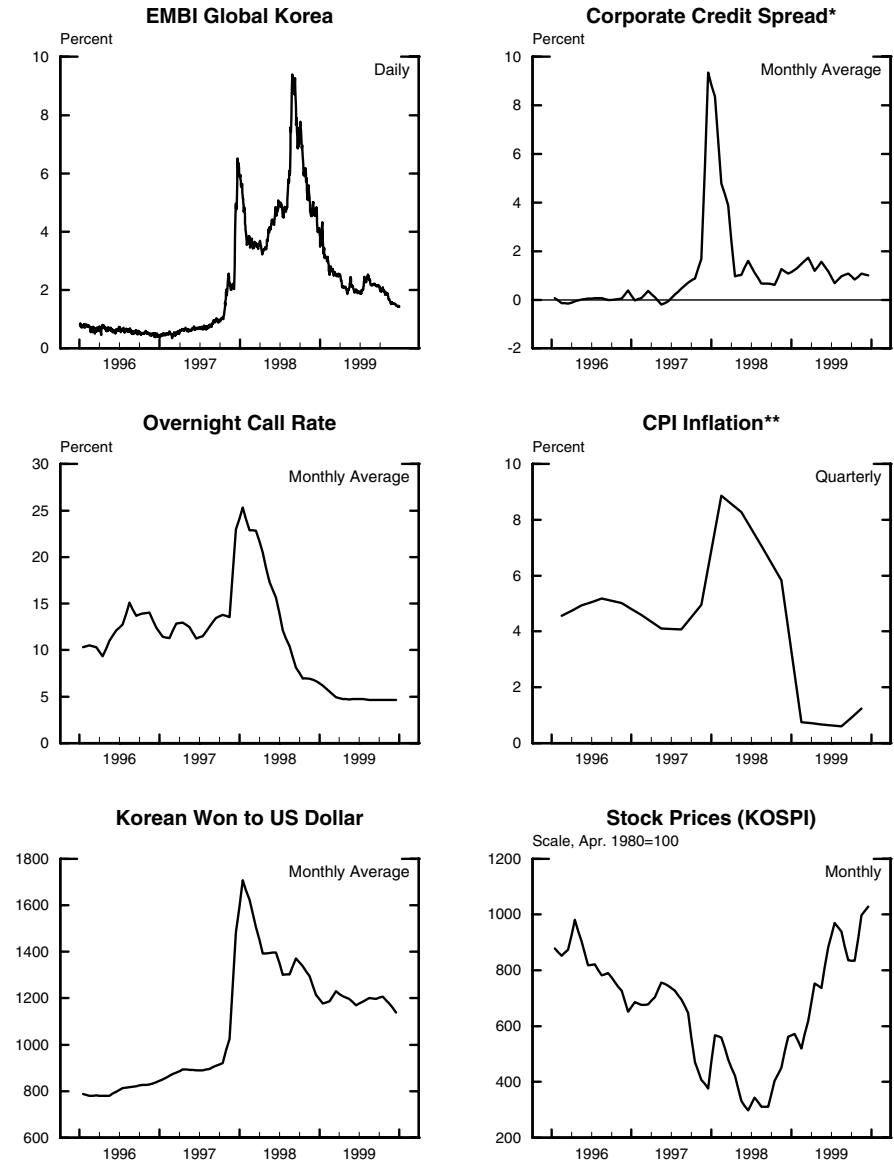 EMBI Global Korea
Percent
Daily
10
8
6
4
2
0
1996 1997 1998 1999
Corporate Credit Spread*
Percent
Monthly Average
10
8
6
4
2
0
-2
1996 1997 1998 1999
Overnight Call Rate
Percent
Monthly Average
30
25
20
15
10
5
0
1996 1997 1998 1999
CPI Inflation**
Percent
Quarterly
10
8
6
4
2
0
1996 1997 1998 1999
Korean Won to US Dollar
Monthly Average
1800
1600
1400
1200
1000
800
600
1996 1997 1998 1999
Stock Prices (KOSPI)
Scale, Apr. 1980=100
Monthly
1200
1000
800
600
400
200
1996 1997 1998 1999